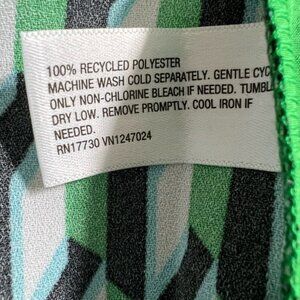 100% RECYCLED POLYESTER
MACHINE WASH COLD SEPARATELY. GENTLE CYC
ONLY NON-CHLORINE BLEACH IF NEEDED. TUMBL
DRY LOW. REMOVE PROMPTLY. COOL IRON IF
NEEDED.
RN17730 VN1247024